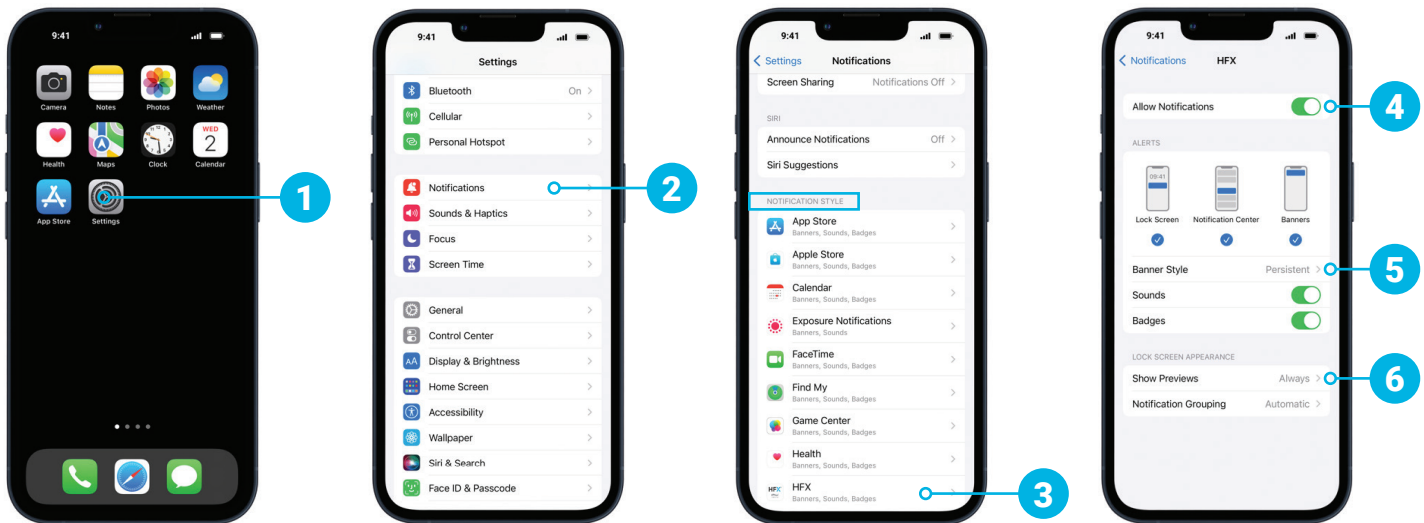 9:41
Camera
Notes
Photos
Weather
WED
2
Health
Maps
Clock
Calendar
App Store
Settings
1
9:41
Settings
Bluetooth On
Cellular
Personal Hotspot
Notifications
2
Sounds & Haptics
Focus
Screen Time
General
Control Center
AA Display & Brightness
Home Screen
Accessibility
Wallpaper
Siri & Search
Face ID & Passcode
9:41
Settings Notifications
Screen Sharing Notifications Off
SIRI
Announce Notifications Off
Siri Suggestions
NOTIFICATION STYLE
App Store
Banners, Sounds, Badges
Apple Store
Banners, Sounds, Badges
Calendar
Banners, Sounds, Badges
Exposure Notifications
Banners, Sounds
FaceTime
Banners, Sounds, Badges
Find My
Banners, Sounds, Badges
Game Center
Banners, Sounds, Badges
Health
Banners, Sounds, Badges
HFX HFX
Banners, Sounds, Badges
3
9:41
Notifications HFX
Allow Notifications
4
ALERTS
09:41
Lock Screen Notification Center Banners
Banner Style Persistent
5
Sounds
Badges
LOCK SCREEN APPEARANCE
Show Previews Always
6
Notification Grouping Automatic